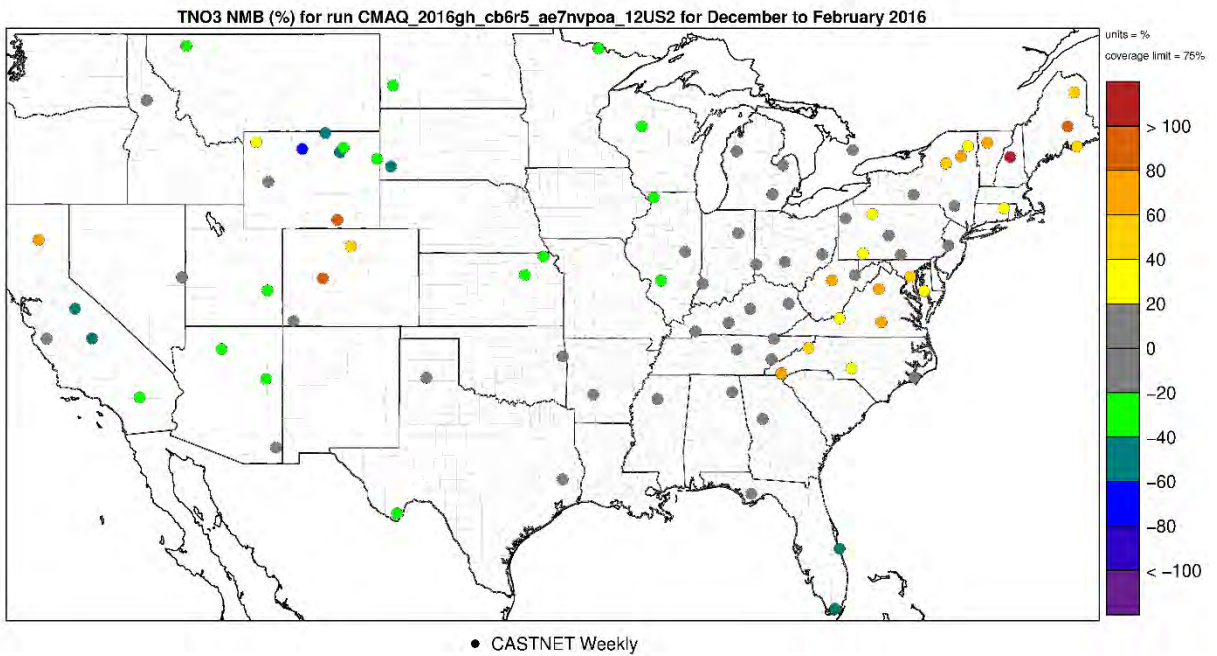 TNO3 NMB (%) for run CMAQ_2016gh_cb6r5_ae7nvpoa_12US2 for December to February 2016
units = %
coverage limit = 75%
> 100
80
60
40
20
0
−20
−40
−60
−80
< −100
● CASTNET Weekly